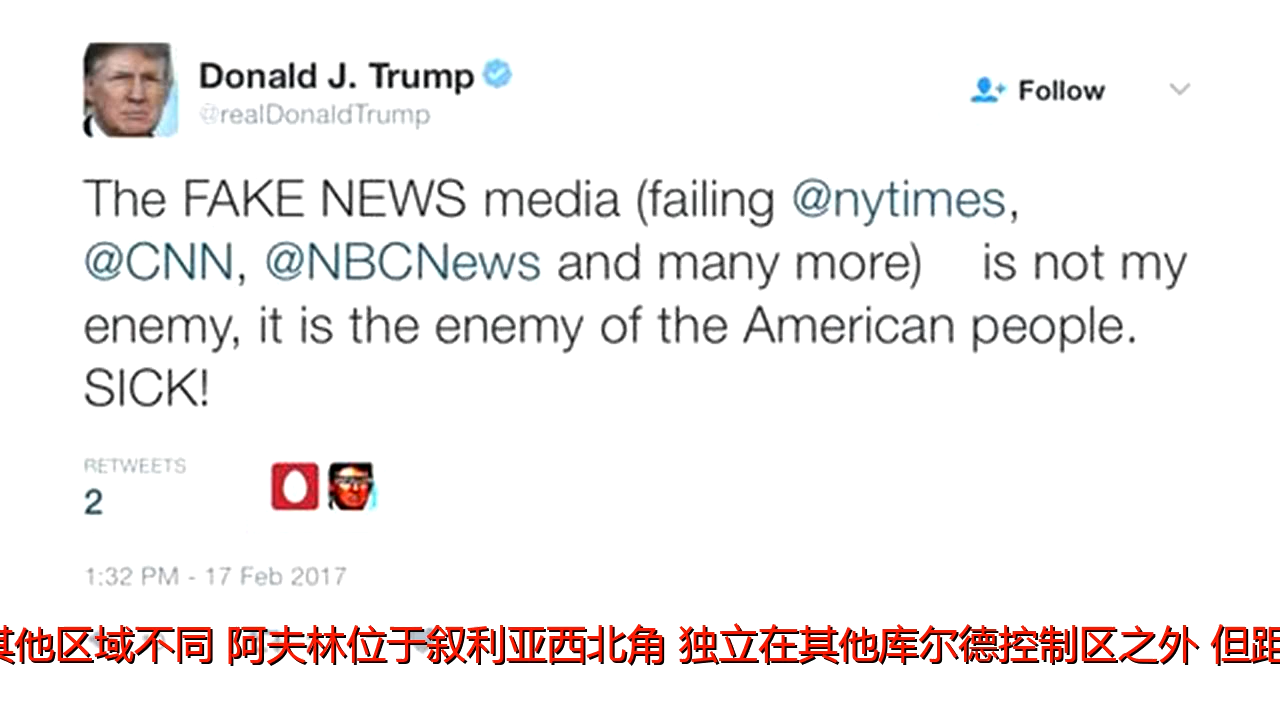 Donald J. Trump
@realDonaldTrump
Follow
The FAKE NEWS media (failing @nytimes,
@CNN, @NBCNews and many more) is not my
enemy, it is the enemy of the American people.
SICK!
RETWEETS
2
1:32 PM - 17 Feb 2017
其他区域不同 阿夫林位于叙利亚西北角 独立在其他库尔德控制区之外 但距